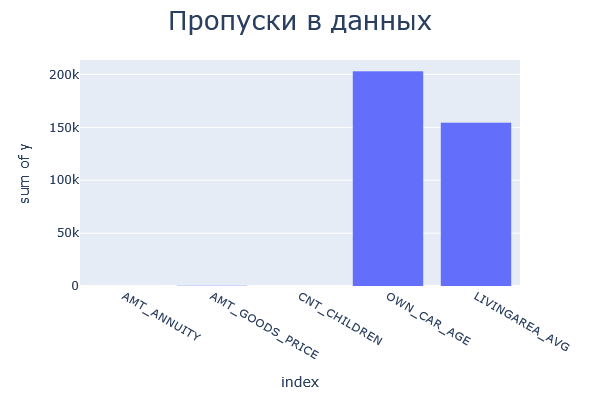 Пропуски в данных
sum of y
200k
150k
100k
50k
0
AMT_ANNUITY
AMT_GOODS_PRICE
CNT_CHILDREN
OWN_CAR_AGE
LIVINGAREA_AVG
index